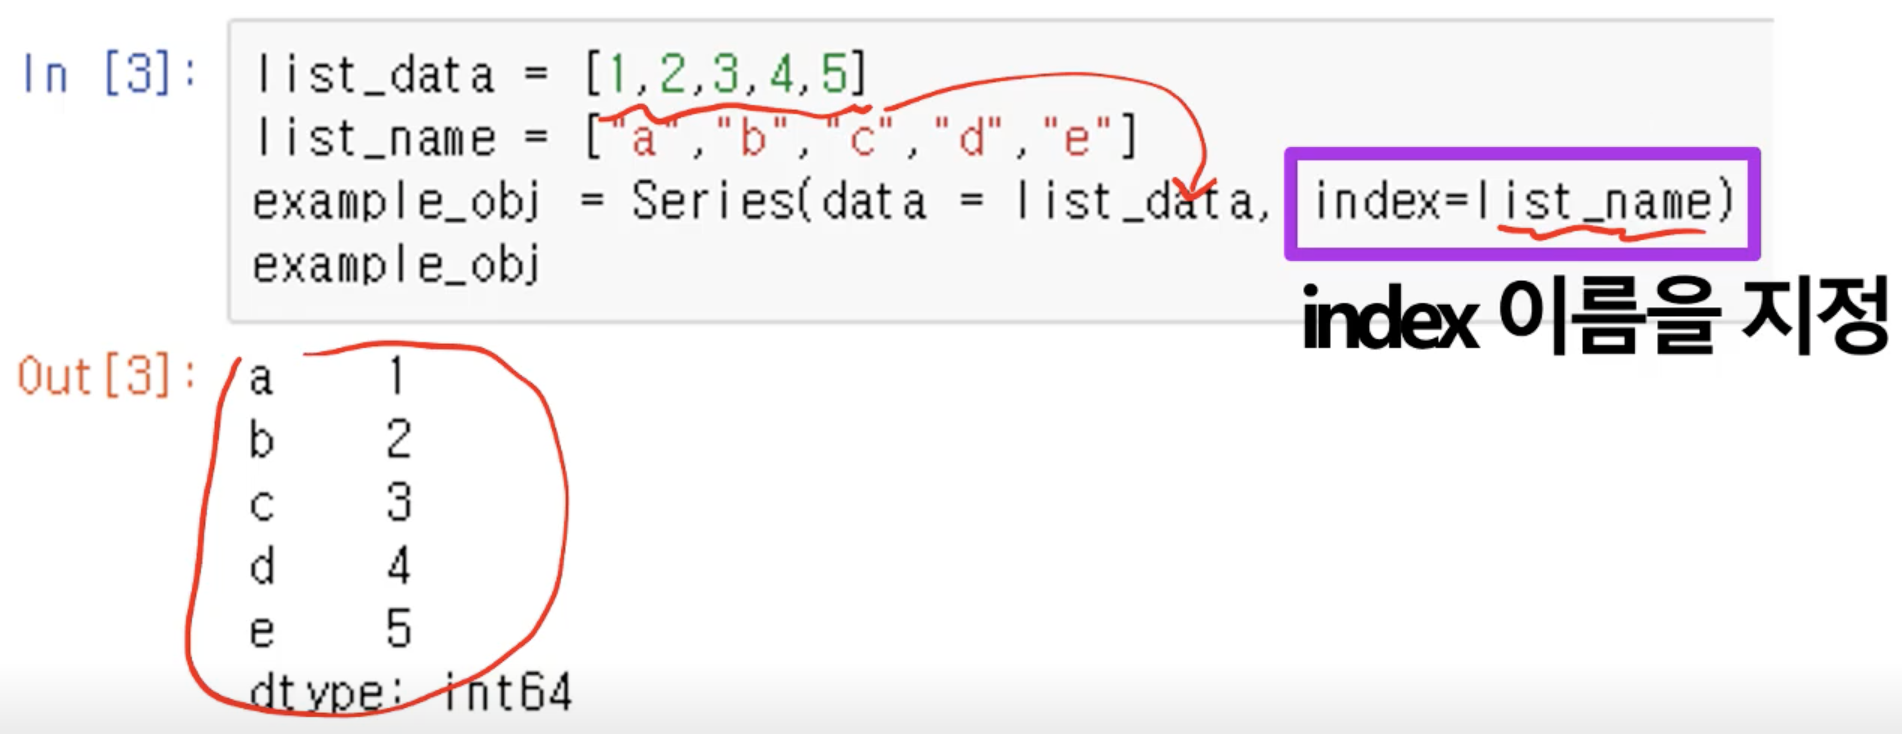 In [3]: list_data = [1,2,3,4,5]
list_name = ["a","b","c","d","e"]
example_obj = Series(data = list_data, index=list_name)
example_obj
index 이름을 지정
Out[3]: a 1
b 2
c 3
d 4
e 5
dtype: int64